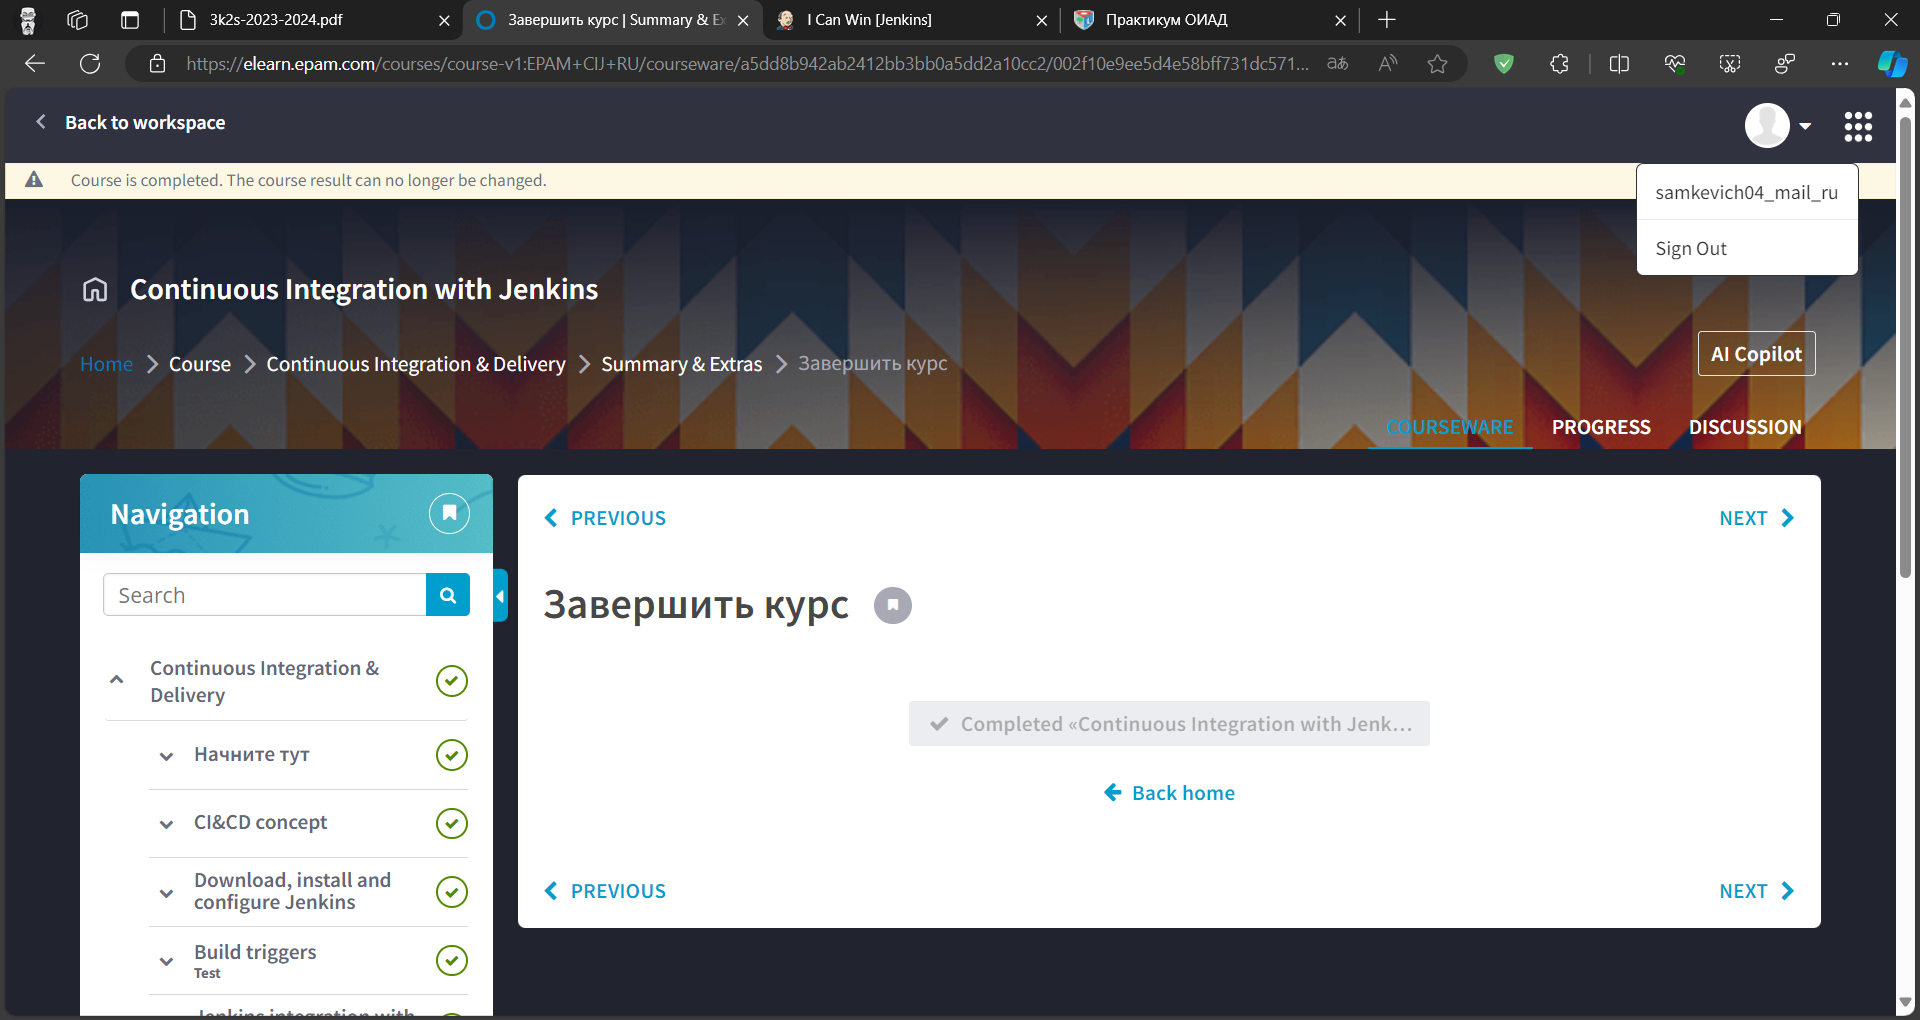 3k2s-2023-2024.pdf
Завершить курс | Summary & Ex
I Can Win [Jenkins]
Практикум ОИАД
https://elearn.epam.com/courses/course-v1:EPAM+CIJ+RU/courseware/a5dd8b942ab2412bb3bb0a5dd2a10cc2/002f10e9ee5d4e58bff731dc571...
Back to workspace
Course is completed. The course result can no longer be changed.
samkevich04_mail_ru
Sign Out
Continuous Integration with Jenkins
Home > Course > Continuous Integration & Delivery > Summary & Extras > Завершить курс
AI Copilot
COURSEWARE PROGRESS DISCUSSION
Navigation
Search
Continuous Integration &
Delivery
Начните тут
CI&CD concept
Download, install and
configure Jenkins
Build triggers
Test
Jenkins integration with
PREVIOUS
NEXT
Завершить курс
Completed «Continuous Integration with Jenk...
Back home
PREVIOUS
NEXT